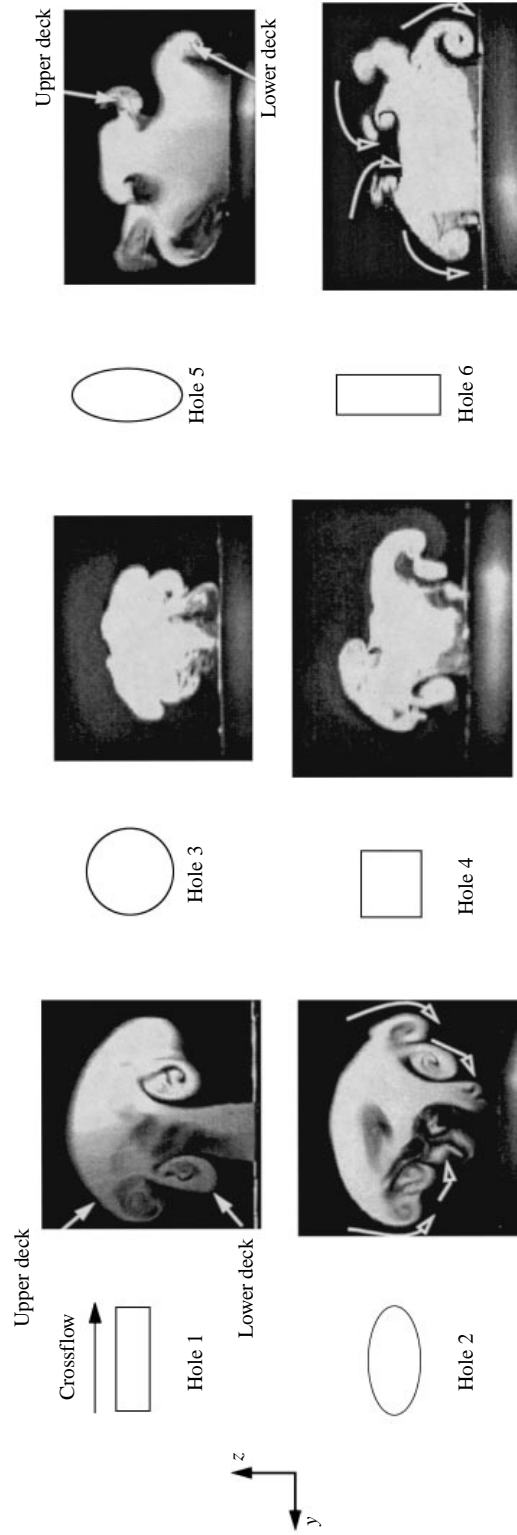 Upper deck
Crossflow
Hole 1
Lower deck
Hole 3
Hole 5
Upper deck
Lower deck
z
y
Hole 2
Hole 4
Hole 6